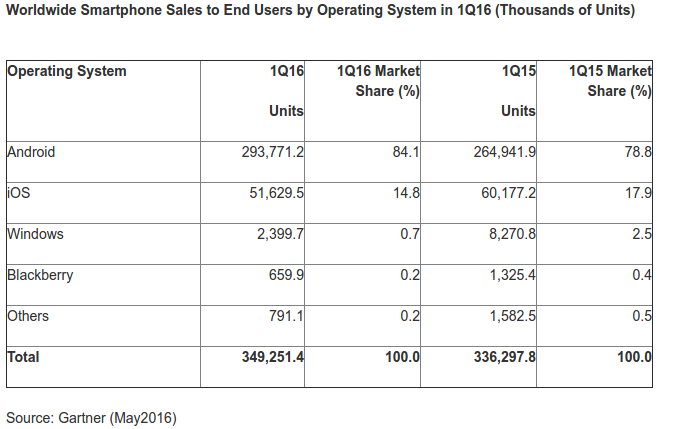 Worldwide Smartphone Sales to End Users by Operating System in 1Q16 (Thousands of Units)
Operating System 1Q16 1Q16 Market 1Q15 1Q15 Market
Share (%) Share (%)
Units Units
Android 293,771.2 84.1 264,941.9 78.8
iOS 51,629.5 14.8 60,177.2 17.9
Windows 2,399.7 0.7 8,270.8 2.5
Blackberry 659.9 0.2 1,325.4 0.4
Others 791.1 0.2 1,582.5 0.5
Total 349,251.4 100.0 336,297.8 100.0
Source: Gartner (May2016)